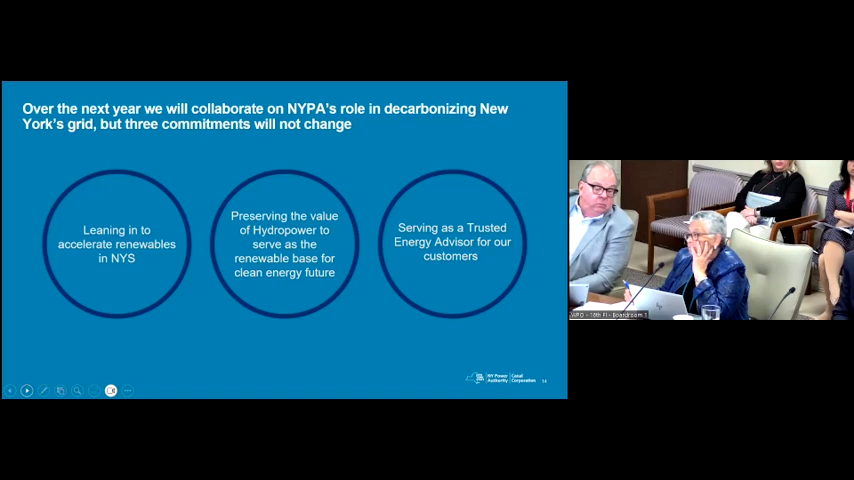 Over the next year we will collaborate on NYPA's role in decarbonizing New
York's grid, but three commitments will not change
Leaning in to
accelerate renewables
in NYS
Preserving the value
of Hydropower to
serve as the
renewable base for
clean energy future
Serving as a Trusted
Energy Advisor for our
customers
NY Power
Authority
Canal
Corporation
14